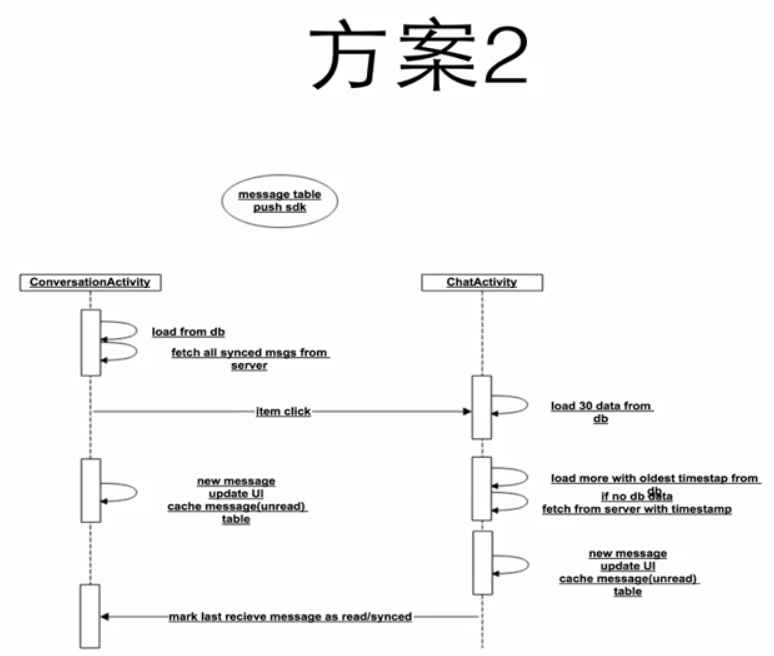 方案2
message table
push sdk
ConversationActivity
ChatActivity
load from db
fetch all synced msgs from
server
item click
load 30 data from
db
new message
update UI
cache message(unread)
table
load more with oldest timestap from
db
if no db data
fetch from server with timestamp
new message
update UI
cache message(unread)
table
mark last recieve message as read/synced